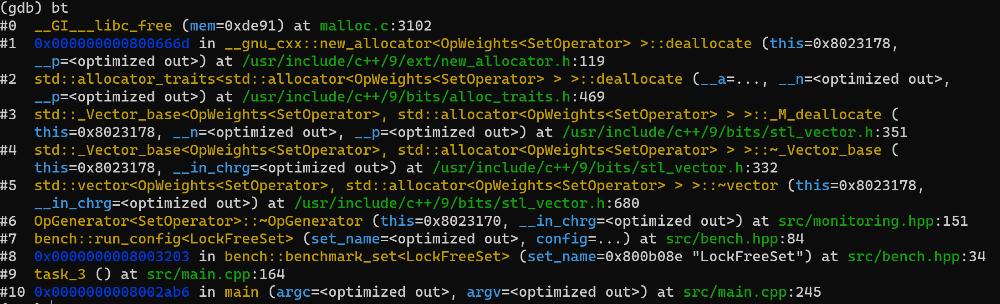 (gdb) bt
#0  __GI___libc_free (mem=0xde91) at malloc.c:3102
#1  0x000000000800666d in __gnu_cxx::new_allocator<OpWeights<SetOperator> >::deallocate (this=0x8023178,
    __p=<optimized out>) at /usr/include/c++/9/ext/new_allocator.h:119
#2  std::allocator_traits<std::allocator<OpWeights<SetOperator> > >::deallocate (__a=..., __n=<optimized out>,
    __p=<optimized out>) at /usr/include/c++/9/bits/alloc_traits.h:469
#3  std::_Vector_base<OpWeights<SetOperator>, std::allocator<OpWeights<SetOperator> > >::_M_deallocate (
    this=0x8023178, __n=<optimized out>, __p=<optimized out>) at /usr/include/c++/9/bits/stl_vector.h:351
#4  std::_Vector_base<OpWeights<SetOperator>, std::allocator<OpWeights<SetOperator> > >::~_Vector_base (
    this=0x8023178, __in_chrg=<optimized out>) at /usr/include/c++/9/bits/stl_vector.h:332
#5  std::vector<OpWeights<SetOperator>, std::allocator<OpWeights<SetOperator> > >::~vector (this=0x8023178,
    __in_chrg=<optimized out>) at /usr/include/c++/9/bits/stl_vector.h:680
#6  OpGenerator<SetOperator>::~OpGenerator (this=0x8023170, __in_chrg=<optimized out>) at src/monitoring.hpp:151
#7  bench::run_config<LockFreeSet> (set_name=<optimized out>, config=...) at src/bench.hpp:84
#8  0x0000000008003203 in bench::benchmark_set<LockFreeSet> (set_name=0x800b08e "LockFreeSet") at src/bench.hpp:34
#9  task_3 () at src/main.cpp:164
#10 0x0000000008002ab6 in main (argc=<optimized out>, argv=<optimized out>) at src/main.cpp:245